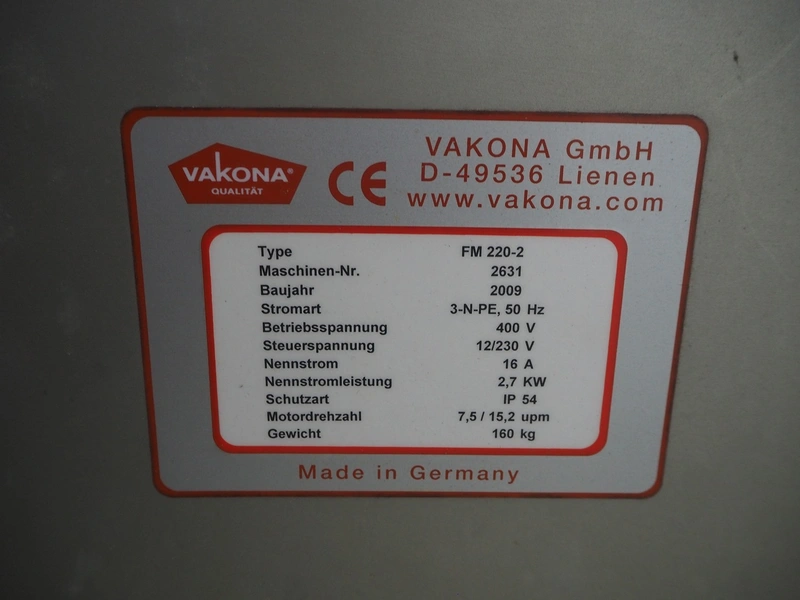 VAKONA®
QUALITÄT
CE
VAKONA GmbH
D-49536 Lienen
www.vakona.com
Type FM 220-2
Maschinen-Nr. 2631
Baujahr 2009
Stromart 3-N-PE, 50 Hz
Betriebsspannung 400 V
Steuerspannung 12/230 V
Nennstrom 16 A
Nennstromleistung 2,7 KW
Schutzart IP 54
Motordrehzahl 7,5 / 15,2 upm
Gewicht 160 kg
Made in Germany